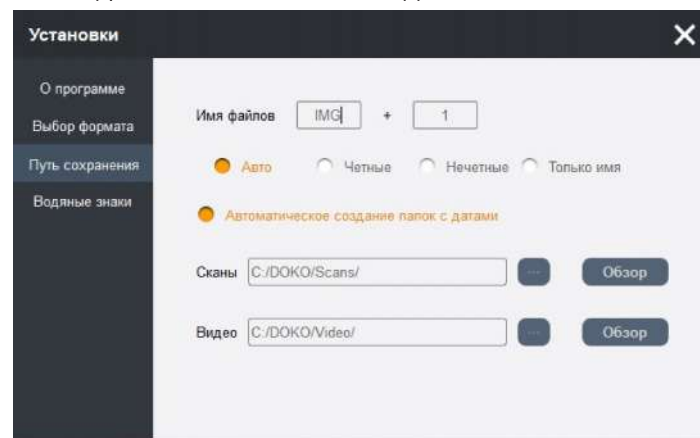 Установки
О программе
Выбор формата
Путь сохранения
Водяные знаки
Имя файлов IMG + 1
Авто Четные Нечетные Только имя
Автоматическое создание папок с датами
Сканы C:/DOKO/Scans/ ... Обзор
Видео C:/DOKO/Video/ ... Обзор